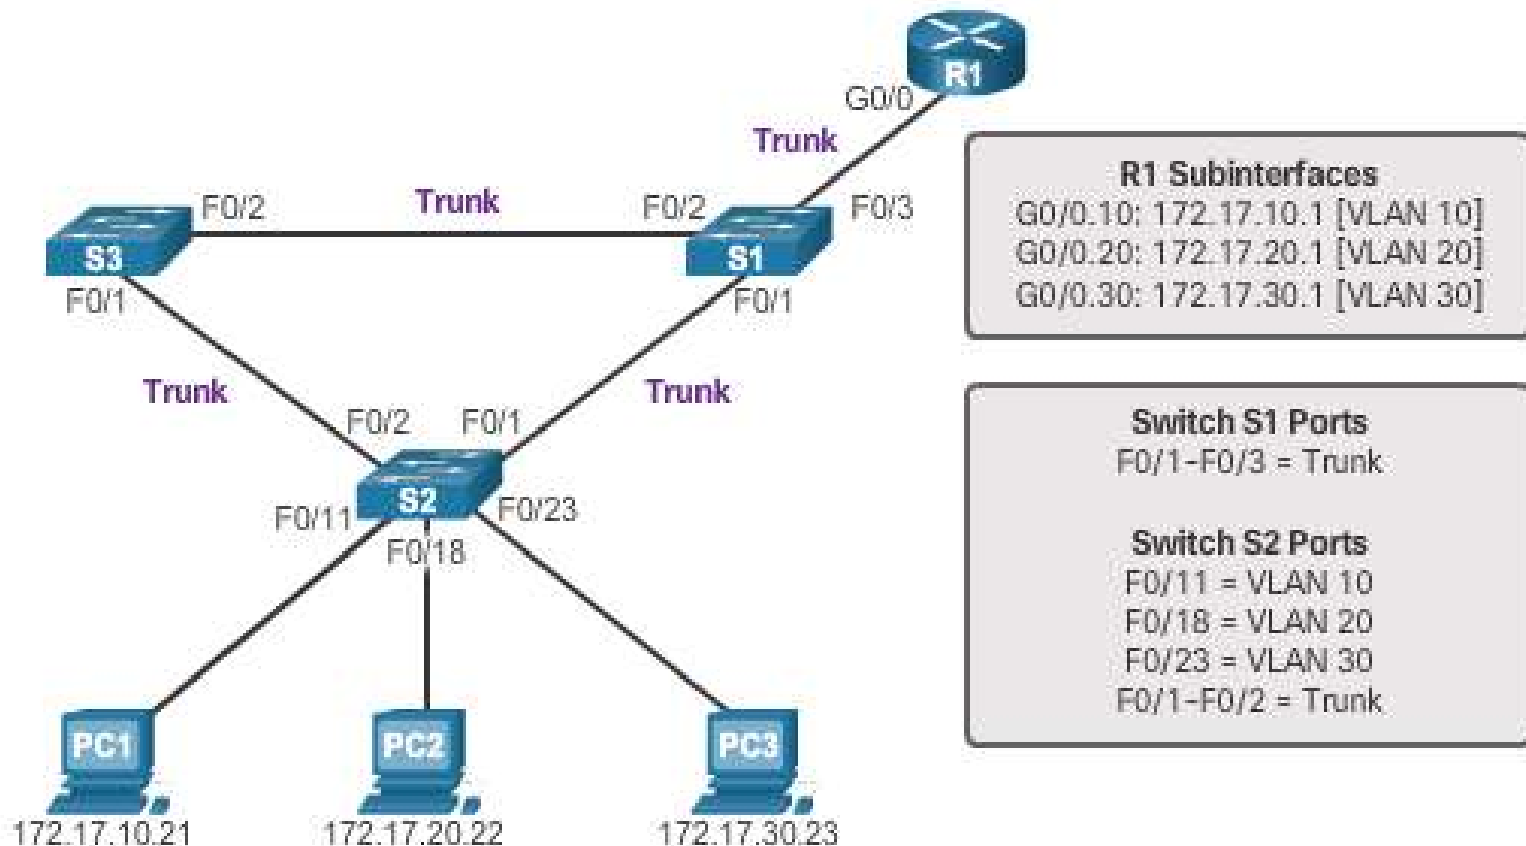 R1
G0/0
Trunk
F0/2
Trunk
F0/2
F0/3
S3
S1
F0/1
F0/1
Trunk
Trunk
F0/2
F0/1
S2
F0/11
F0/23
F0/18
PC1
PC2
PC3
172.17.10.21
172.17.20.22
172.17.30.23
R1 Subinterfaces
G0/0.10: 172.17.10.1 [VLAN 10]
G0/0.20: 172.17.20.1 [VLAN 20]
G0/0.30: 172.17.30.1 [VLAN 30]
Switch S1 Ports
F0/1-F0/3 = Trunk
Switch S2 Ports
F0/11 = VLAN 10
F0/18 = VLAN 20
F0/23 = VLAN 30
F0/1-F0/2 = Trunk